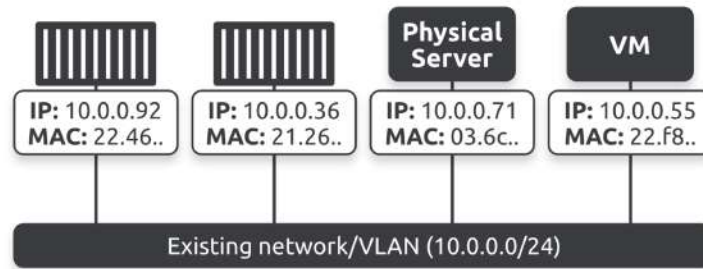 Physical
Server
VM
IP: 10.0.0.92
MAC: 22.46..
IP: 10.0.0.36
MAC: 21.26..
IP: 10.0.0.71
MAC: 03.6c..
IP: 10.0.0.55
MAC: 22.f8..
Existing network/VLAN (10.0.0.0/24)